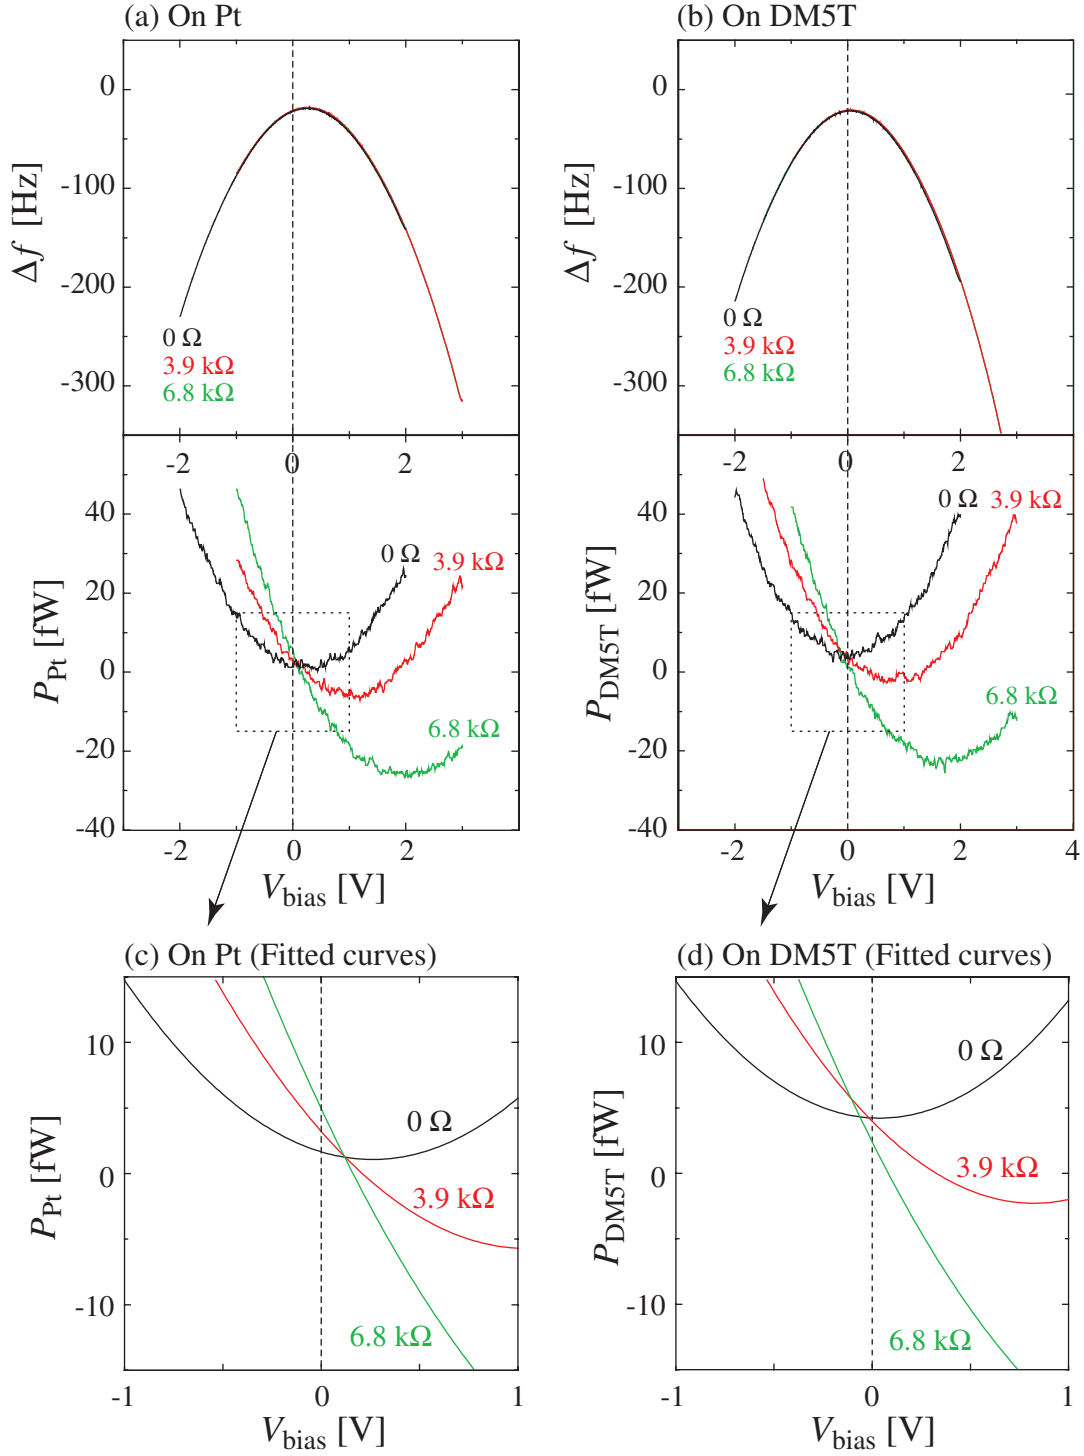 (a) On Pt
0
-100
-200
-300
Δf [Hz]
0 Ω
3.9 kΩ
6.8 kΩ
-2 0 2
40
20
0
-20
-40
P_Pt [fW]
0 Ω
3.9 kΩ
6.8 kΩ
-2 0 2
V_bias [V]
(b) On DM5T
0
-100
-200
-300
Δf [Hz]
0 Ω
3.9 kΩ
6.8 kΩ
-2 0 2
40
20
0
-20
-40
P_DM5T [fW]
0 Ω
3.9 kΩ
6.8 kΩ
-2 0 2 4
V_bias [V]
(c) On Pt (Fitted curves)
10
0
-10
P_Pt [fW]
0 Ω
3.9 kΩ
6.8 kΩ
-1 0 1
V_bias [V]
(d) On DM5T (Fitted curves)
10
0
-10
P_DM5T [fW]
0 Ω
3.9 kΩ
6.8 kΩ
-1 0 1
V_bias [V]